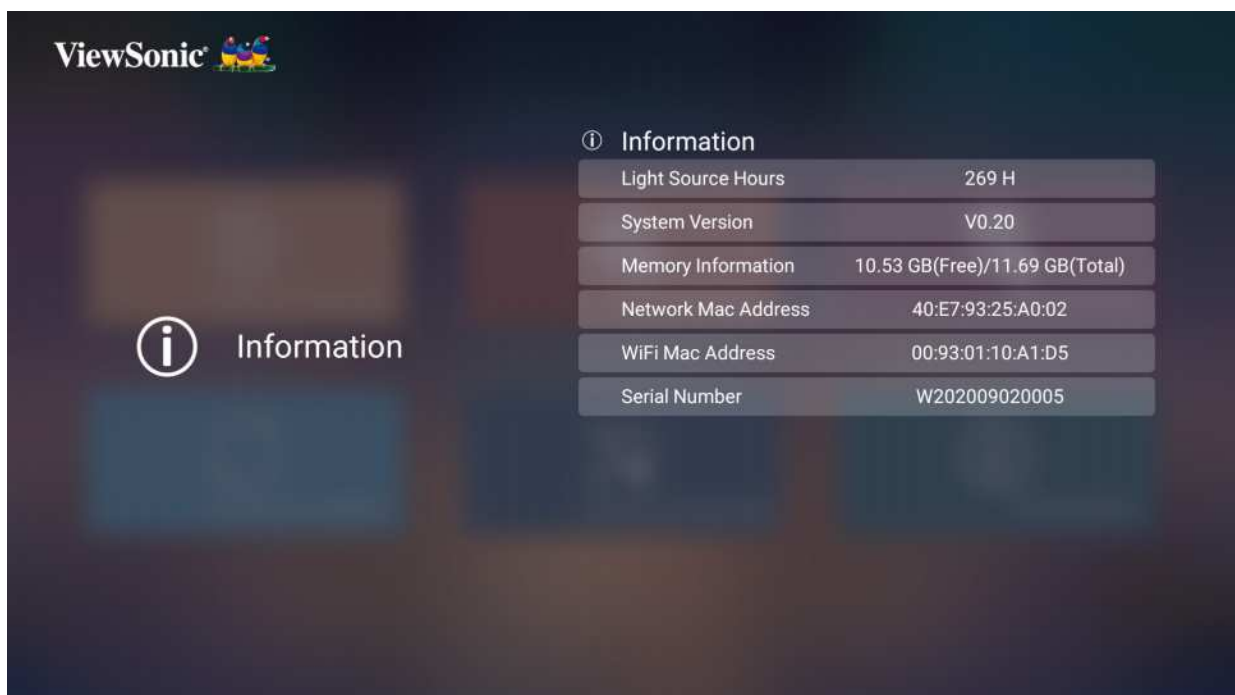 ViewSonic®
Information
Information
Light Source Hours 269 H
System Version V0.20
Memory Information 10.53 GB(Free)/11.69 GB(Total)
Network Mac Address 40:E7:93:25:A0:02
WiFi Mac Address 00:93:01:10:A1:D5
Serial Number W202009020005